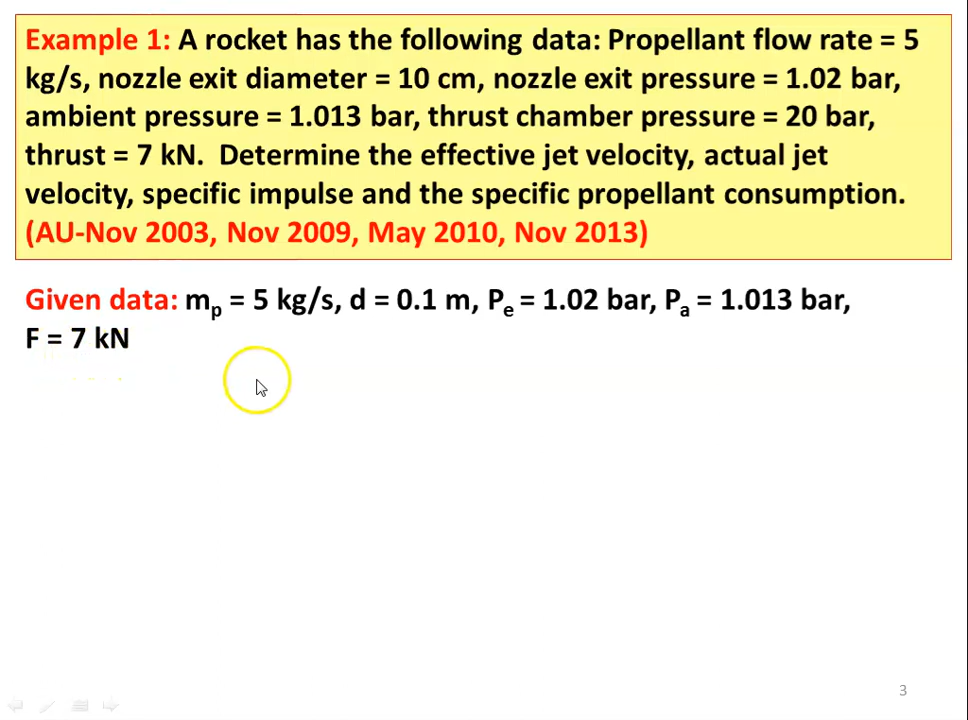 Example 1: A rocket has the following data: Propellant flow rate = 5
kg/s, nozzle exit diameter = 10 cm, nozzle exit pressure = 1.02 bar,
ambient pressure = 1.013 bar, thrust chamber pressure = 20 bar,
thrust = 7 kN. Determine the effective jet velocity, actual jet
velocity, specific impulse and the specific propellant consumption.
(AU-Nov 2003, Nov 2009, May 2010, Nov 2013)
Given data: mp = 5 kg/s, d = 0.1 m, Pe = 1.02 bar, Pa = 1.013 bar,
F = 7 kN
3